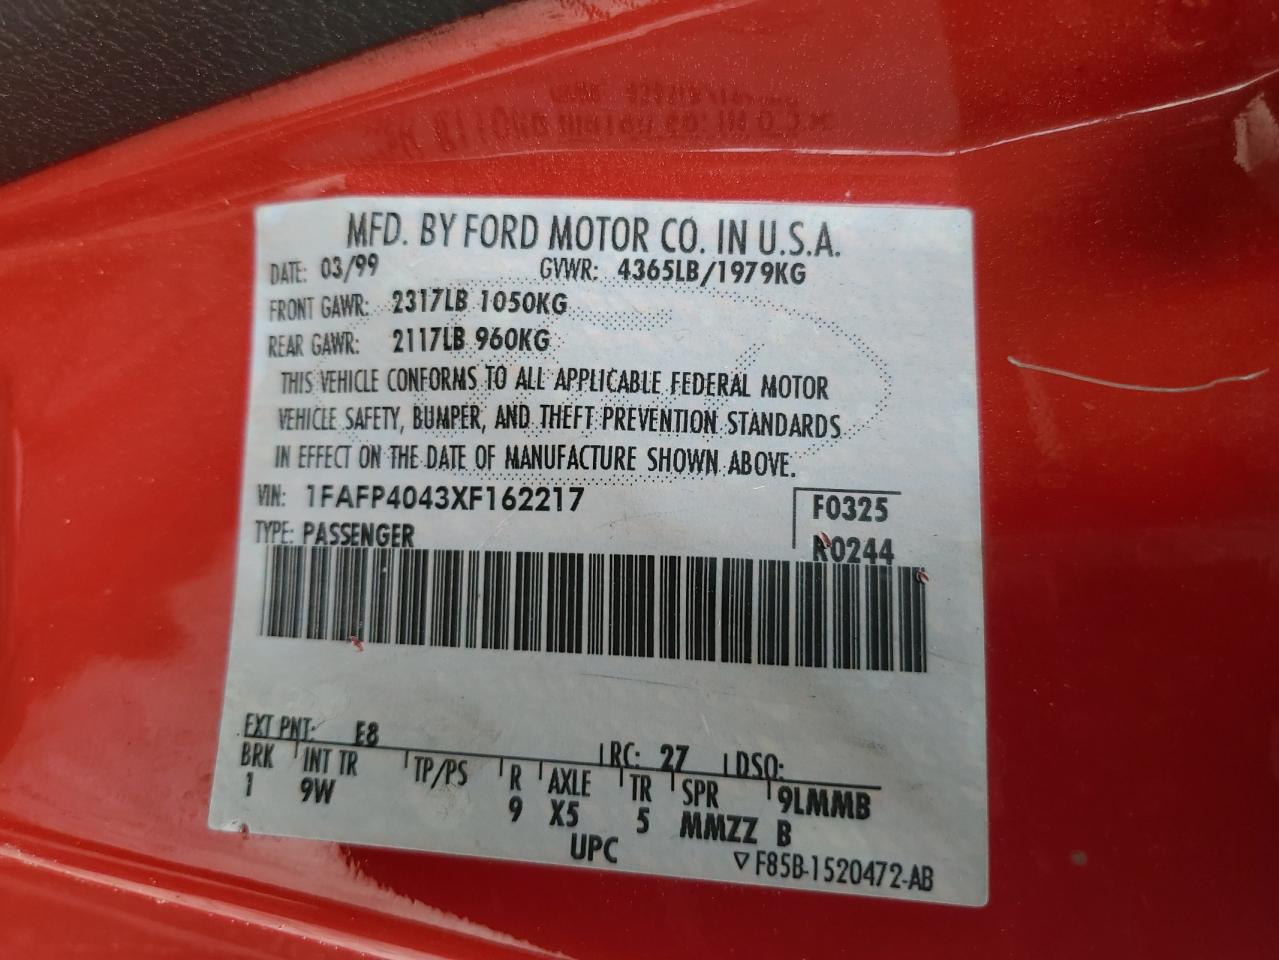 MFD. BY FORD MOTOR CO. IN U.S.A.
DATE: 03/99 GVWR: 4365LB/1979KG
FRONT GAWR: 2317LB 1050KG
REAR GAWR: 2117LB 960KG
THIS VEHICLE CONFORMS TO ALL APPLICABLE FEDERAL MOTOR
VEHICLE SAFETY, BUMPER, AND THEFT PREVENTION STANDARDS
IN EFFECT ON THE DATE OF MANUFACTURE SHOWN ABOVE.
VIN: 1FAFP4043XF162217 F0325
TYPE: PASSENGER R0244
EXT PNT: E8 RC: 27 DSO:
BRK INT TR TP/PS R AXLE TR SPR 9LMMB
1 9W 9 X5 5 MMZZ B
UPC ▽F85B-1520472-AB